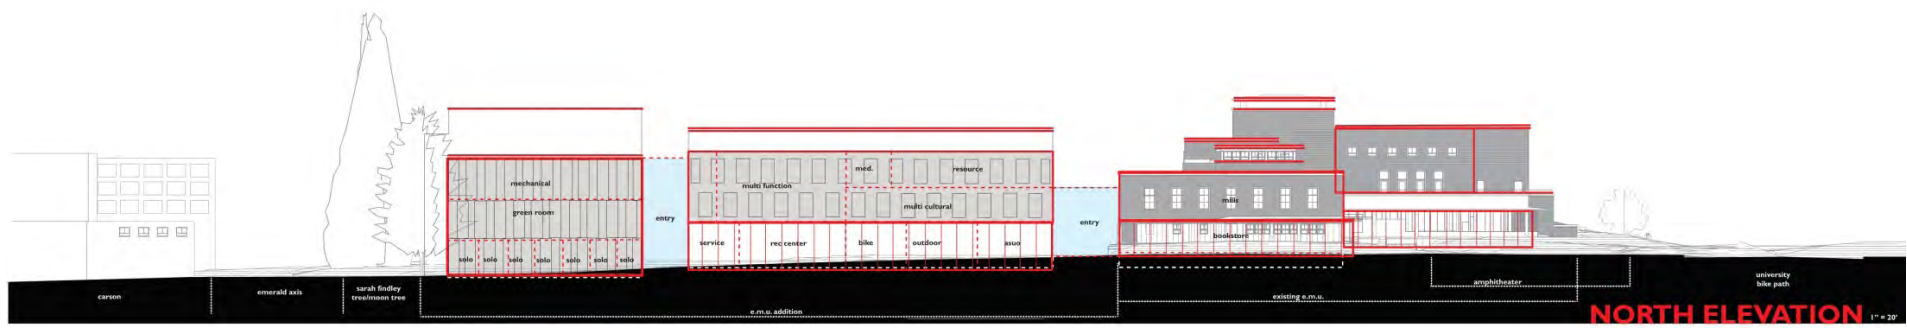 mechanical
green room
solo solo solo solo solo solo solo
entry
multi function
med.
resource
multi cultural
service
rec center
bike
outdoor
asuo
entry
mills
bookstore
carson
emerald axis
sarah findley
tree/moon tree
e.m.u. addition
existing e.m.u.
amphitheater
university
bike path
NORTH ELEVATION
1" = 20'